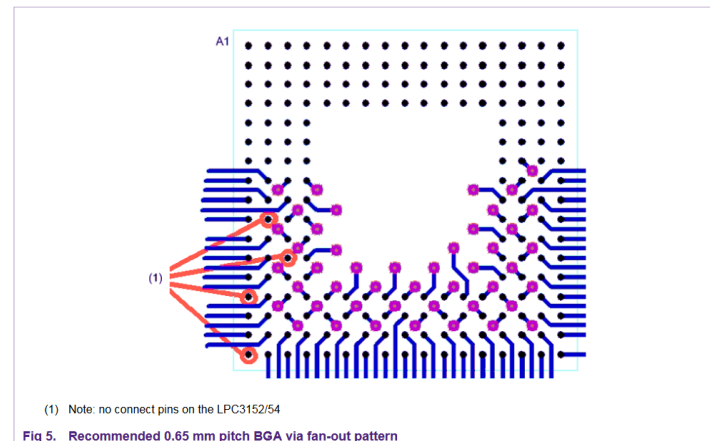 A1
(1)
(1) Note: no connect pins on the LPC3152/54
Fig 5. Recommended 0.65 mm pitch BGA via fan-out pattern